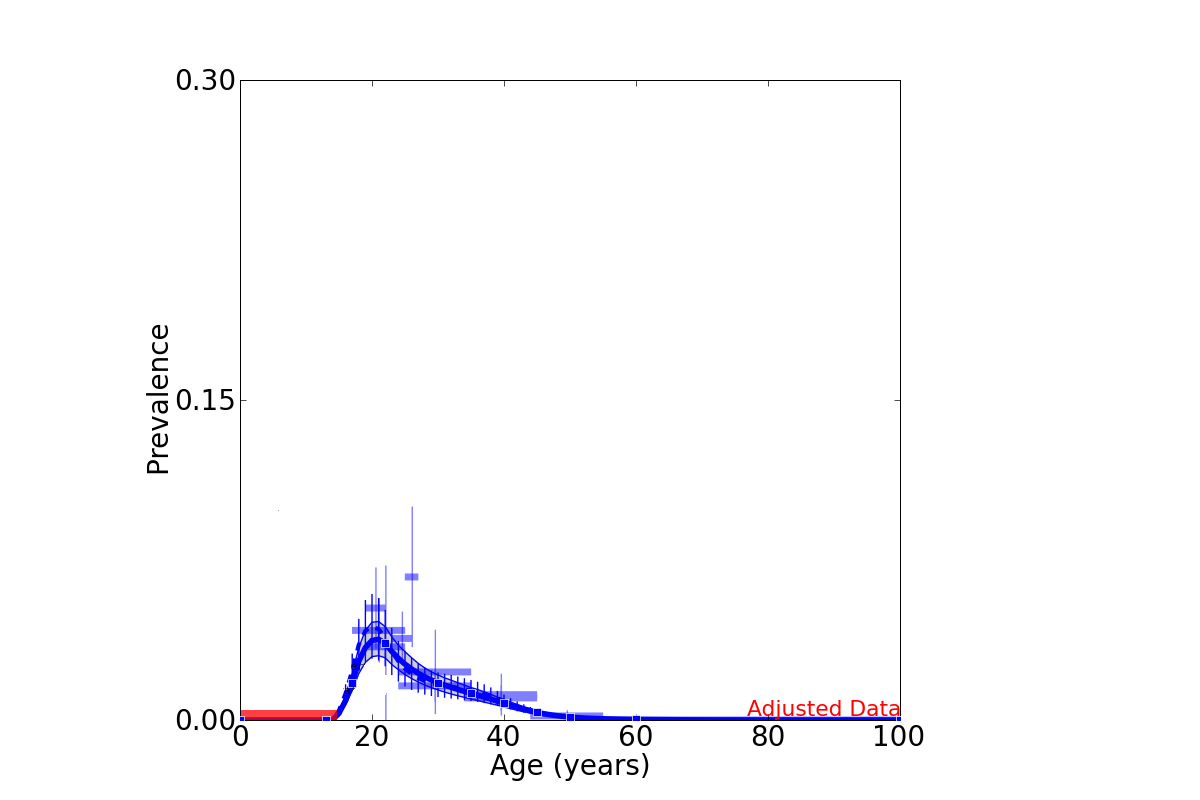 0.30
Prevalence
0.15
Adjusted Data
0.00
0 20 40 60 80 100
Age (years)